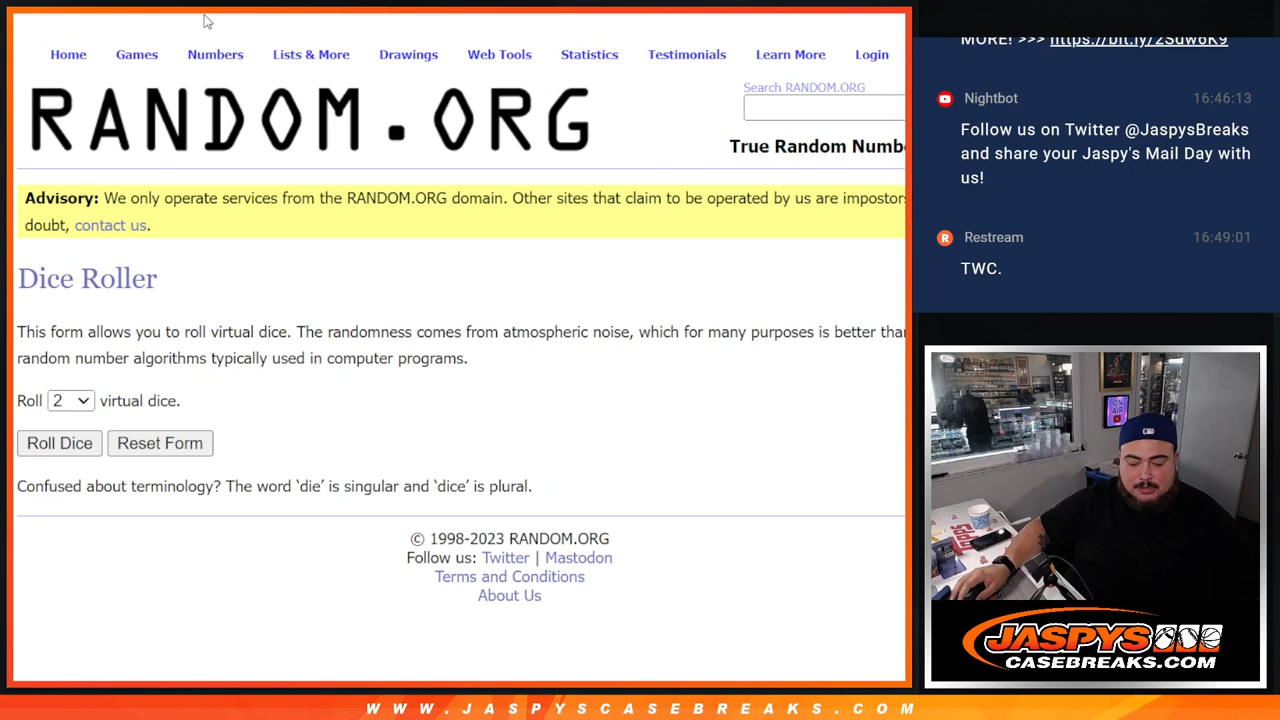 Home Games Numbers Lists & More Drawings Web Tools Statistics Testimonials Learn More Login
RANDOM.ORG
Search RANDOM.ORG
True Random Numb
Advisory: We only operate services from the RANDOM.ORG domain. Other sites that claim to be operated by us are impostors
doubt, contact us.
Dice Roller
This form allows you to roll virtual dice. The randomness comes from atmospheric noise, which for many purposes is better than
random number algorithms typically used in computer programs.
Roll 2 virtual dice.
Roll Dice Reset Form
Confused about terminology? The word ‘die’ is singular and ‘dice’ is plural.
© 1998-2023 RANDOM.ORG
Follow us: Twitter | Mastodon
Terms and Conditions
About Us
MORE! >>> https://bit.ly/2Sdw6K9
Nightbot 16:46:13
Follow us on Twitter @JaspysBreaks
and share your Jaspy's Mail Day with
us!
Restream 16:49:01
TWC.
ON
AIR
topps
JASPYS
CASEBREAKS.COM
WWW.JASPYSCASEBREAKS.COM